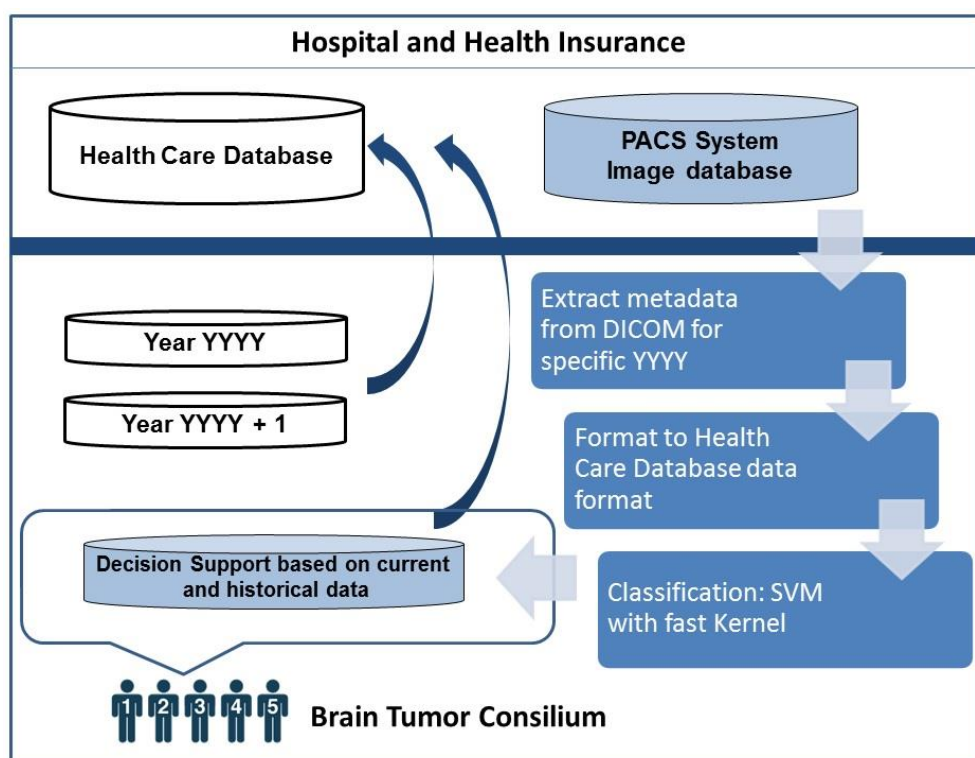 Hospital and Health Insurance
Health Care Database
PACS System
Image database
Year YYYY
Year YYYY + 1
Extract metadata
from DICOM for
specific YYYY
Format to Health
Care Database data
format
Classification: SVM
with fast Kernel
Decision Support based on current
and historical data
1 2 3 4 5
Brain Tumor Consilium